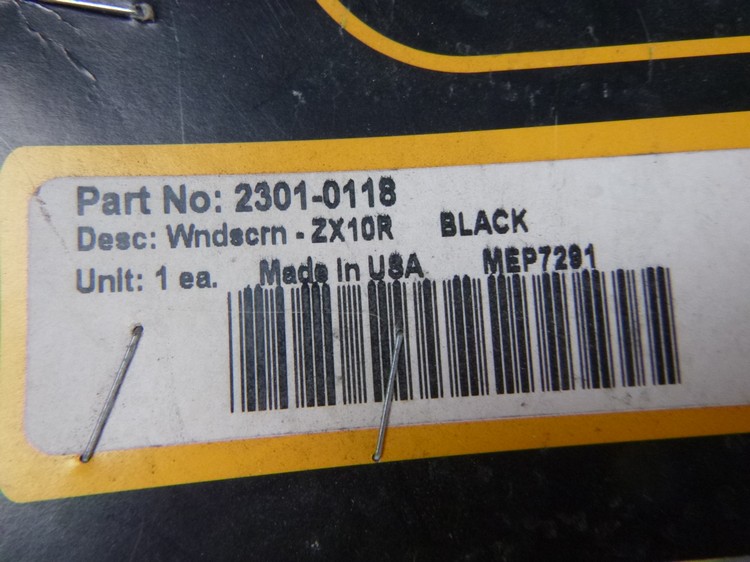 Part No: 2301-0118
Desc: Wndscrn - ZX10R BLACK
Unit: 1 ea. Made in USA MEP7291